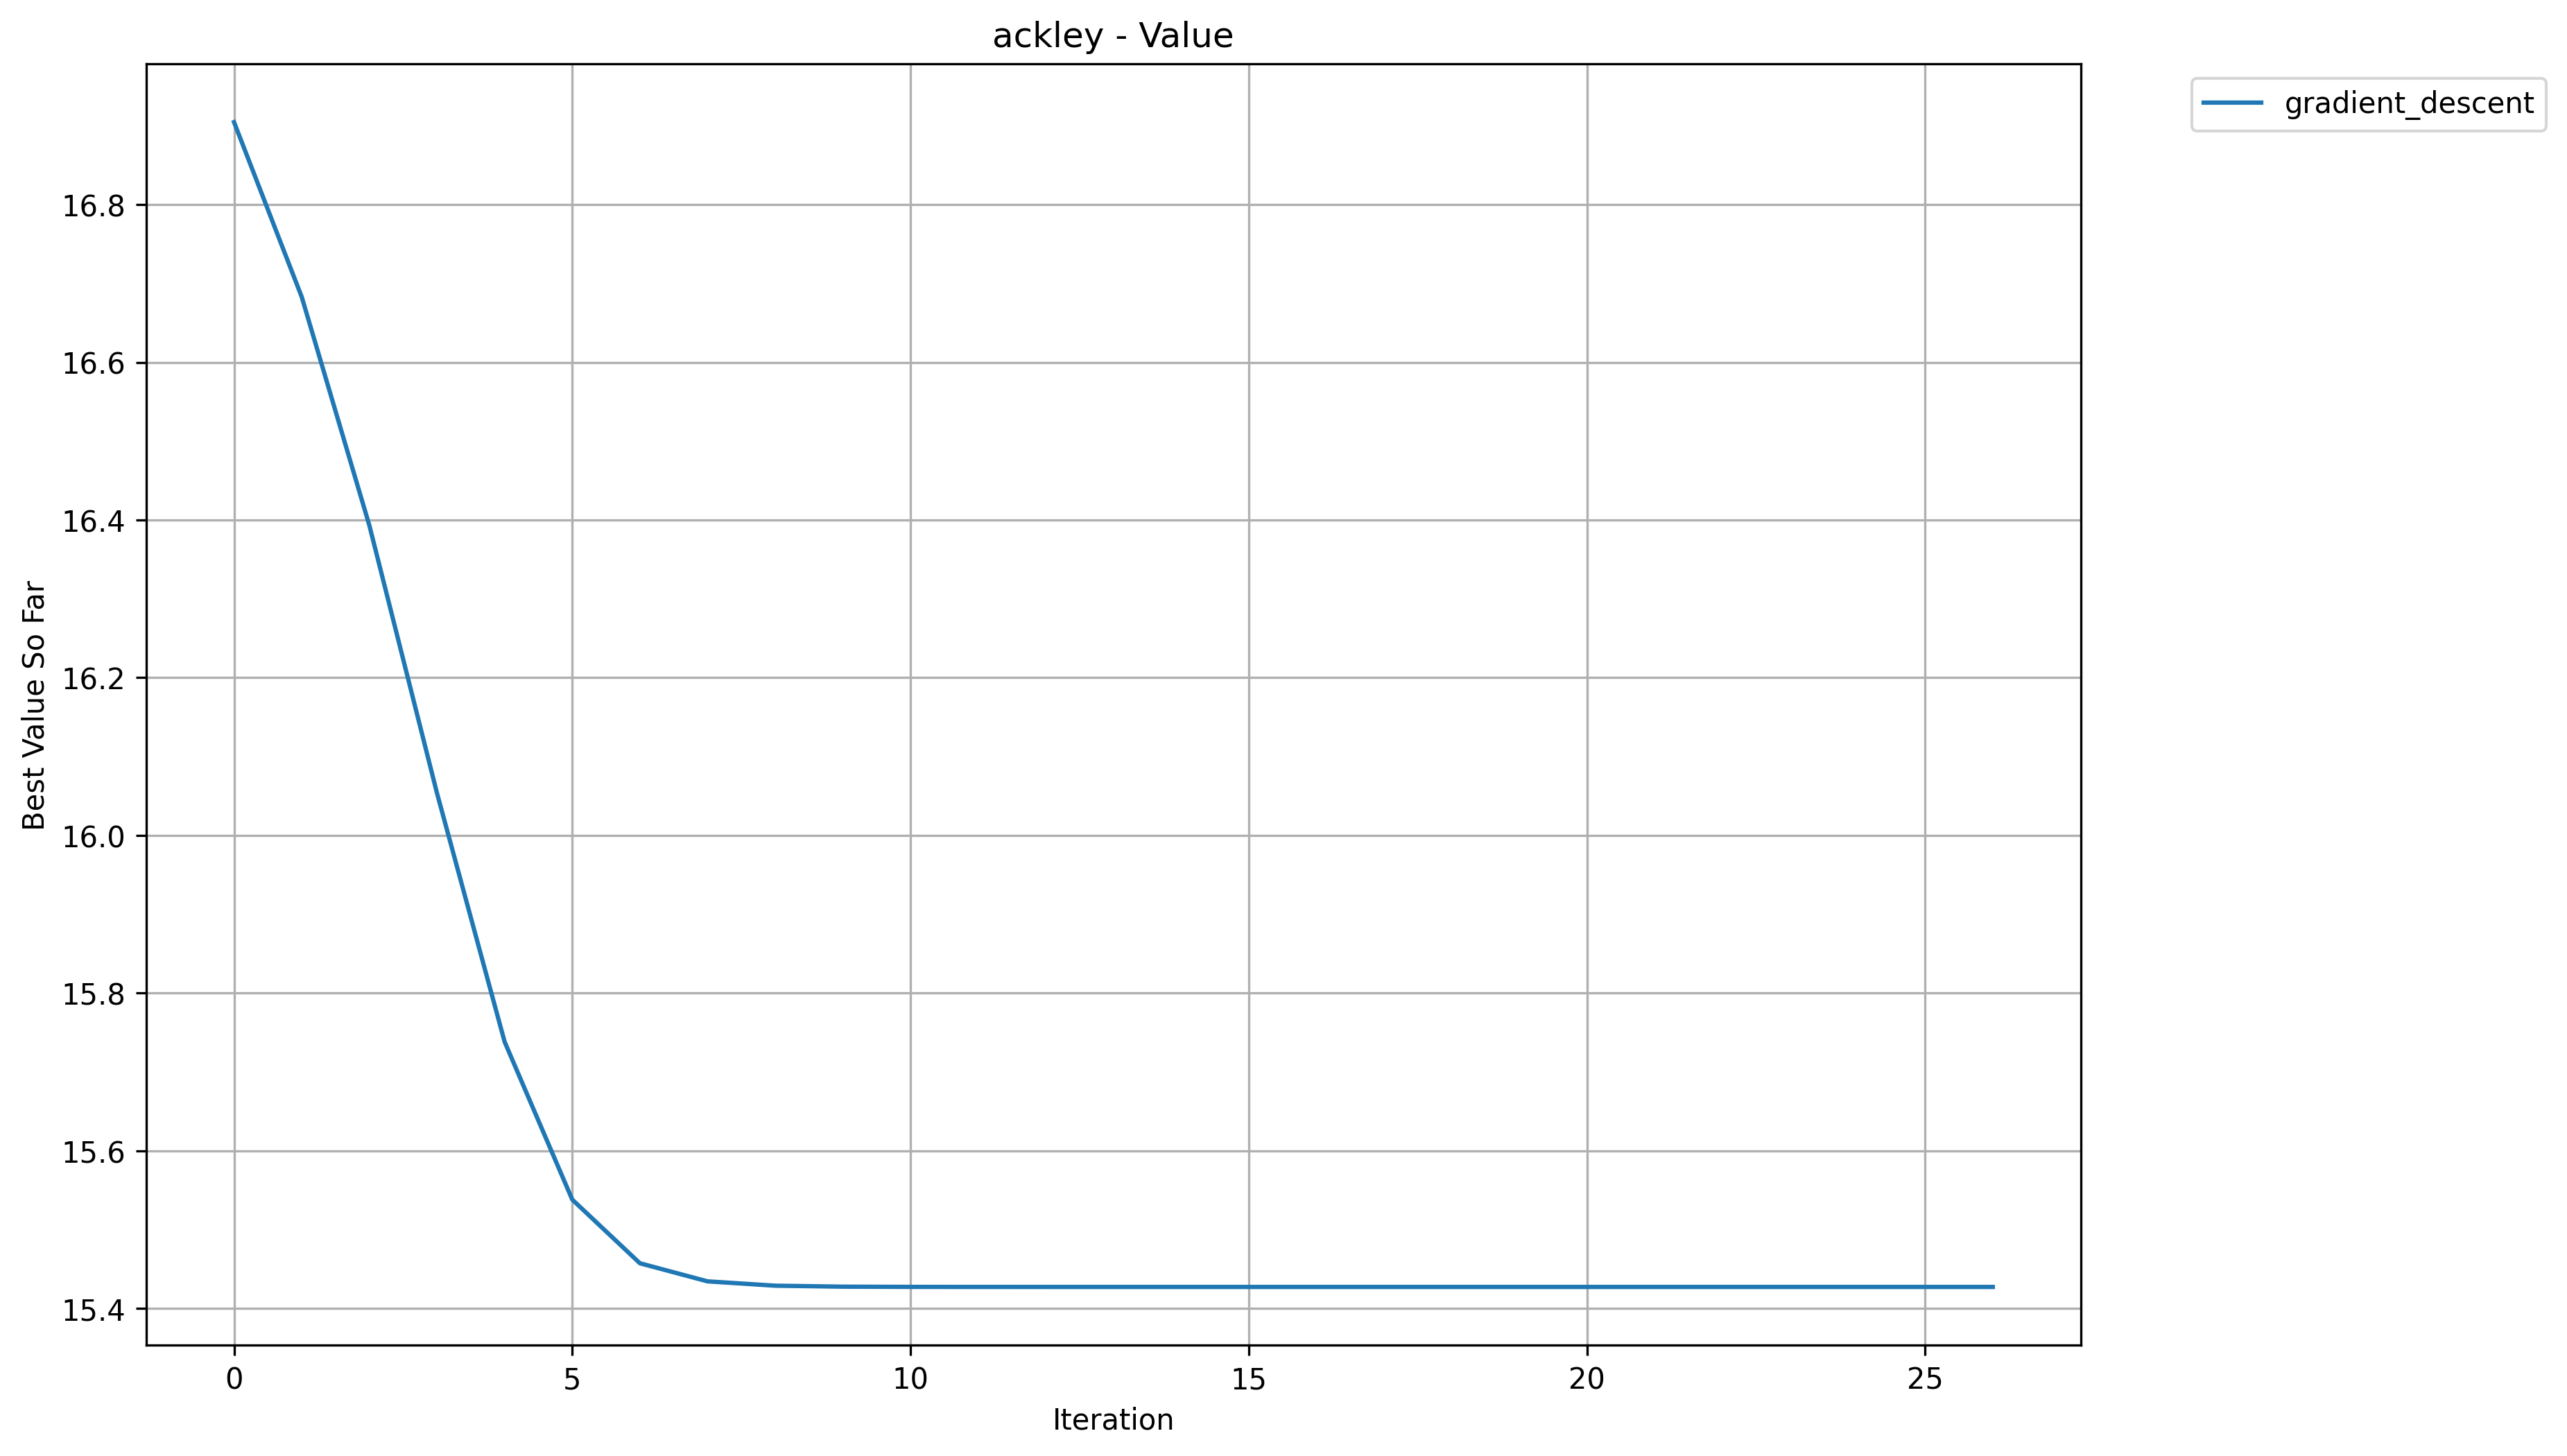 ackley - Value
gradient_descent
Best Value So Far
16.8
16.6
16.4
16.2
16.0
15.8
15.6
15.4
0 5 10 15 20 25
Iteration